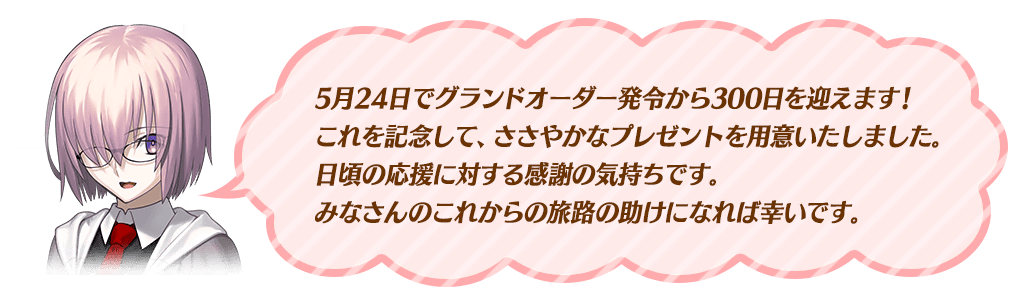 5月24日でグランドオーダー発令から300日を迎えます!
これを記念して、ささやかなプレゼントを用意いたしました。
日頃の応援に対する感謝の気持ちです。
みなさんのこれからの旅路の助けになれば幸いです。